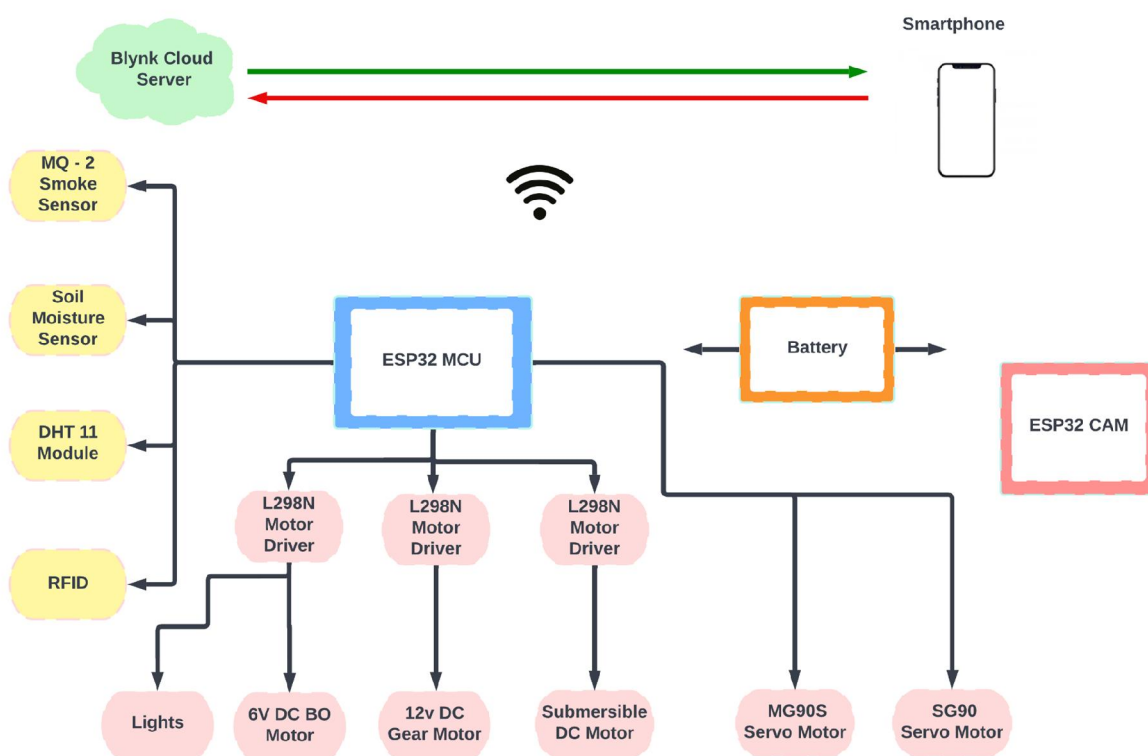 Smartphone
Blynk Cloud
Server
MQ - 2
Smoke
Sensor
Soil
Moisture
Sensor
ESP32 MCU
Battery
ESP32 CAM
DHT 11
Module
L298N
Motor
Driver
L298N
Motor
Driver
L298N
Motor
Driver
RFID
Lights
6V DC BO
Motor
12v DC
Gear Motor
Submersible
DC Motor
MG90S
Servo Motor
SG90
Servo Motor